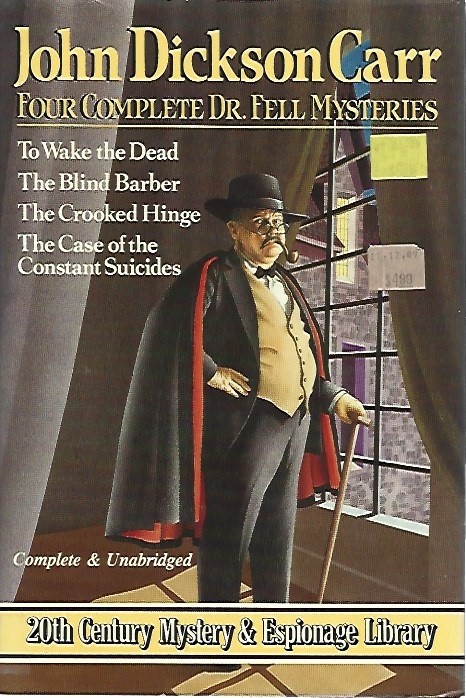 John Dickson Carr
FOUR COMPLETE DR. FELL MYSTERIES
To Wake the Dead
The Blind Barber
The Crooked Hinge
The Case of the
Constant Suicides
Complete & Unabridged
20th Century Mystery & Espionage Library